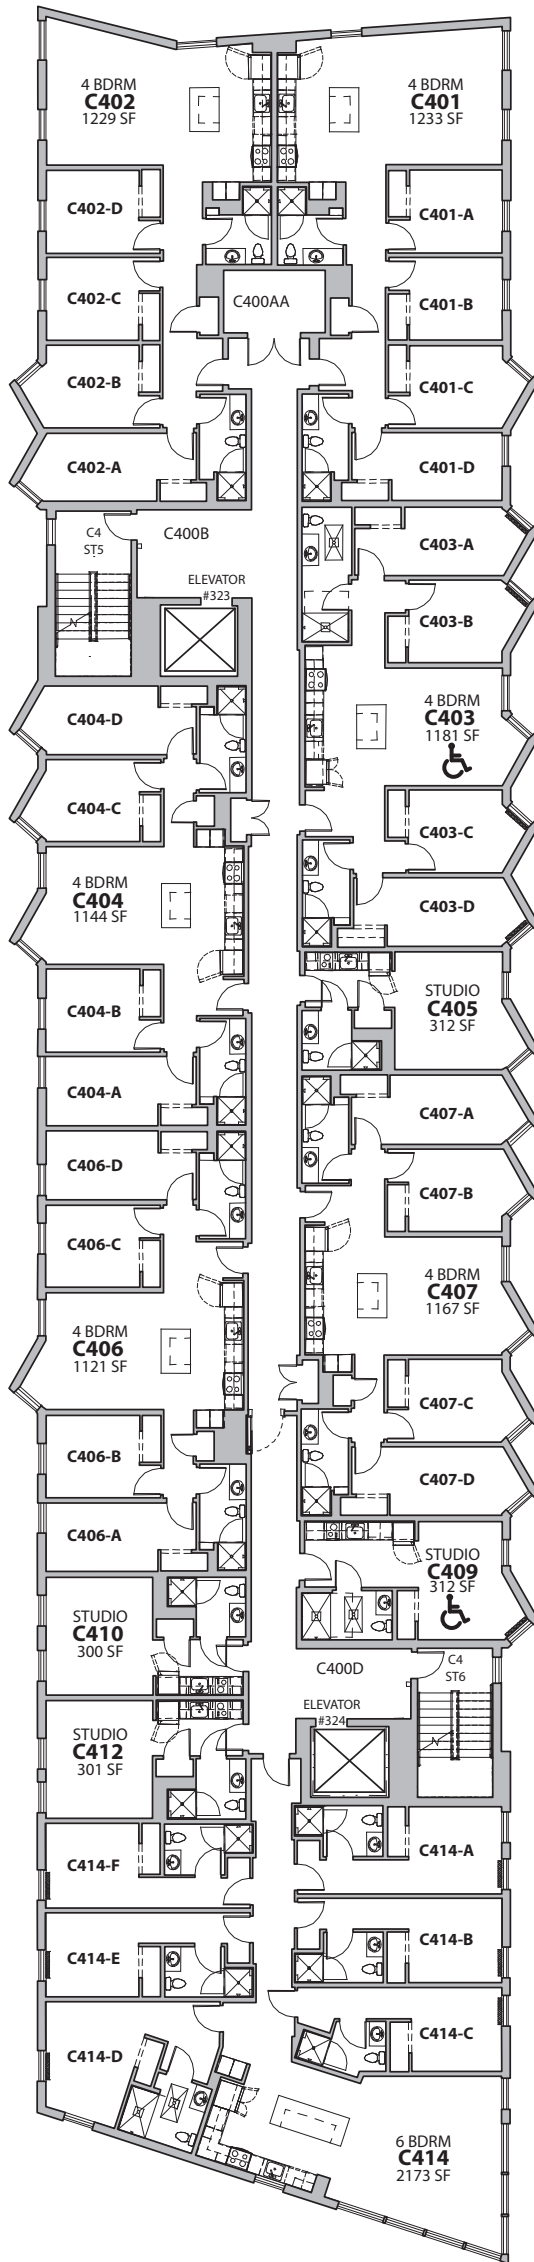 4 BDRM
C402
1229 SF
4 BDRM
C401
1233 SF
C402-D
C401-A
C402-C
C401-B
C400AA
C402-B
C401-C
C402-A
C401-D
C4
ST5
C400B
C403-A
ELEVATOR
#323
C403-B
C404-D
4 BDRM
C403
1181 SF
C404-C
C403-C
4 BDRM
C404
1144 SF
C403-D
C404-B
STUDIO
C405
312 SF
C404-A
C407-A
C406-D
C407-B
C406-C
4 BDRM
C407
1167 SF
4 BDRM
C406
1121 SF
C407-C
C406-B
C407-D
C406-A
STUDIO
C409
312 SF
STUDIO
C410
300 SF
C400D
C4
ST6
ELEVATOR
#324
STUDIO
C412
301 SF
C414-F
C414-A
C414-E
C414-B
C414-D
C414-C
6 BDRM
C414
2173 SF